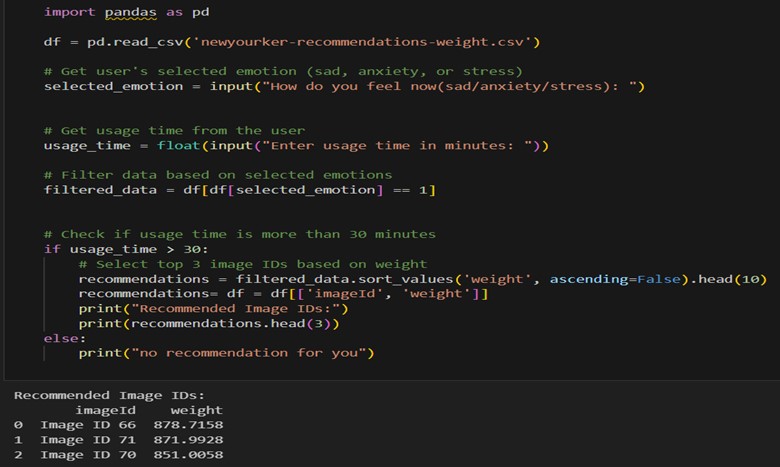 import pandas as pd
df = pd.read_csv('newyourker-recommendations-weight.csv')
# Get user's selected emotion (sad, anxiety, or stress)
selected_emotion = input("How do you feel now(sad/anxiety/stress): ")
# Get usage time from the user
usage_time = float(input("Enter usage time in minutes: "))
# Filter data based on selected emotions
filtered_data = df[df[selected_emotion] == 1]
# Check if usage time is more than 30 minutes
if usage_time > 30:
    # Select top 3 image IDs based on weight
    recommendations = filtered_data.sort_values('weight', ascending=False).head(10)
    recommendations= df = df[['imageId', 'weight']]
    print("Recommended Image IDs:")
    print(recommendations.head(3))
else:
    print("no recommendation for you")
Recommended Image IDs:
       imageId    weight
0  Image ID 66  878.7158
1  Image ID 71  871.9928
2  Image ID 70  851.0058